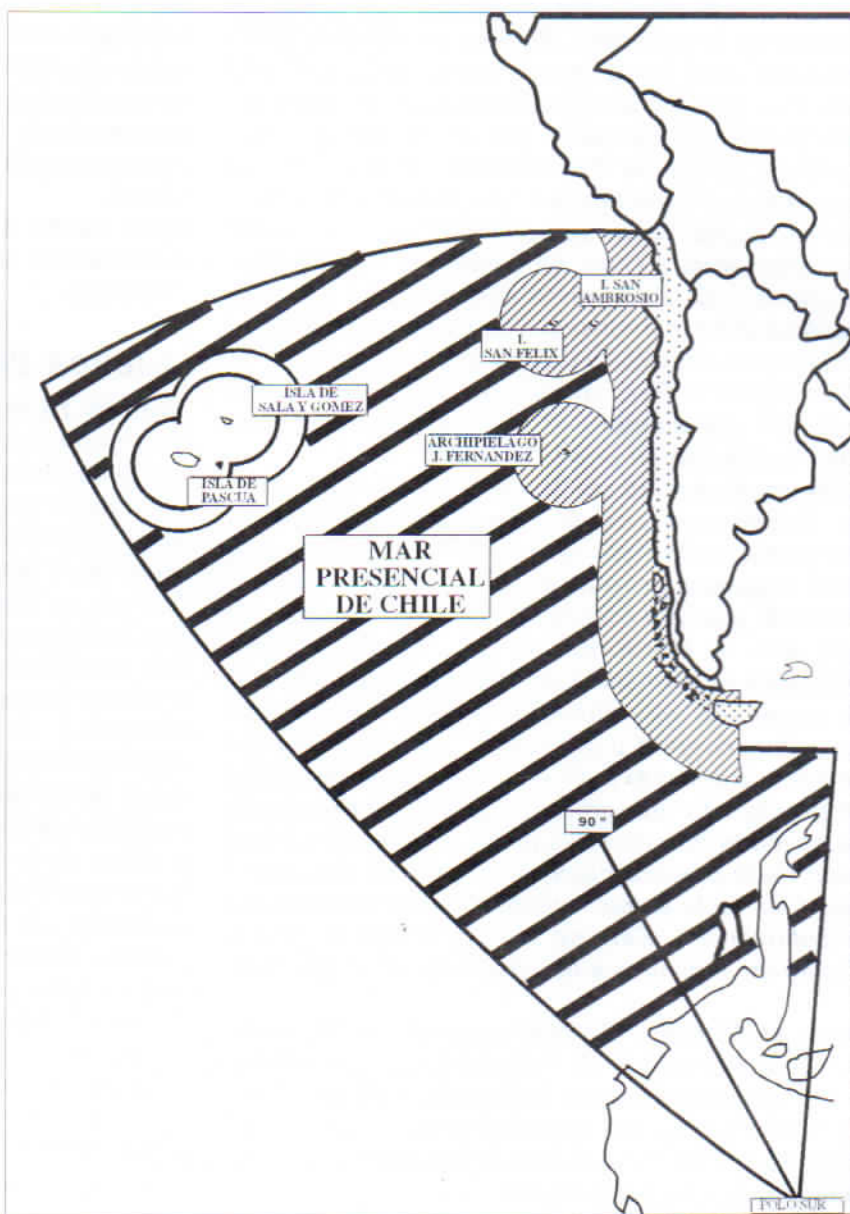 I. SAN
AMBROSIO
I.
SAN FELIX
ISLA DE
SALA Y GOMEZ
ARCHIPIELAGO
J. FERNANDEZ
ISLA DE
PASCUA
MAR
PRESENCIAL
DE CHILE
90 º
POLO SUR